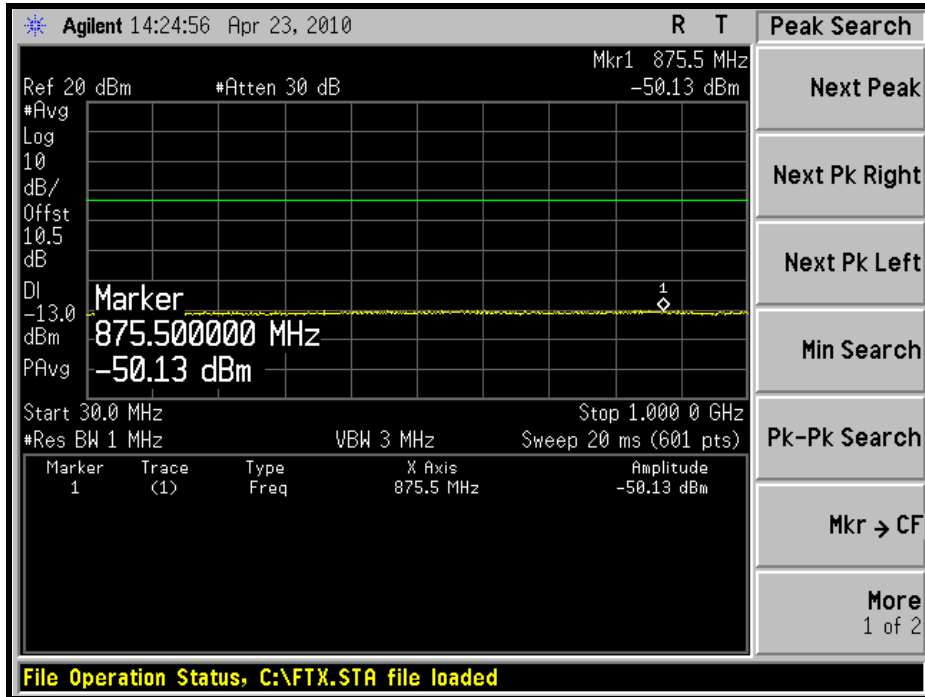 Agilent 14:24:56 Apr 23, 2010 R T
Peak Search
Mkr1 875.5 MHz
Ref 20 dBm #Atten 30 dB -50.13 dBm
#Avg
Log
10
dB/
Offst
10.5
dB
DI
-13.0
dBm
PAvg
1
Marker
875.500000 MHz
-50.13 dBm
Start 30.0 MHz Stop 1.000 0 GHz
#Res BW 1 MHz VBW 3 MHz Sweep 20 ms (601 pts)
Marker Trace Type X Axis Amplitude
1 (1) Freq 875.5 MHz -50.13 dBm
Next Peak
Next Pk Right
Next Pk Left
Min Search
Pk-Pk Search
Mkr → CF
More
1 of 2
File Operation Status, C:\FTX.STA file loaded